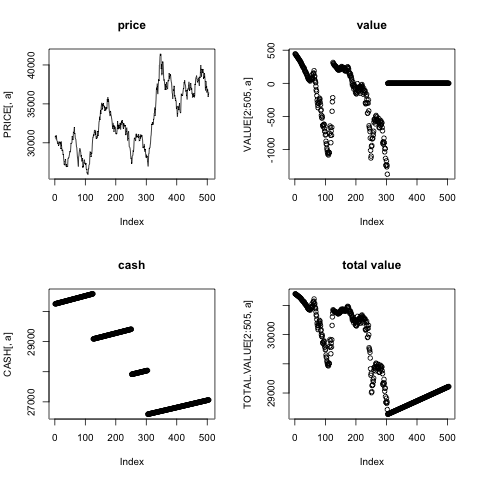 price
PRICE[, a]
30000
35000
40000
0
100
200
300
400
500
Index
value
VALUE[2:505, a]
-1000
0
500
0
100
200
300
400
500
Index
cash
CASH[, a]
27000
29000
0
100
200
300
400
500
Index
total value
TOTAL.VALUE[2:505, a]
29000
30000
0
100
200
300
400
500
Index